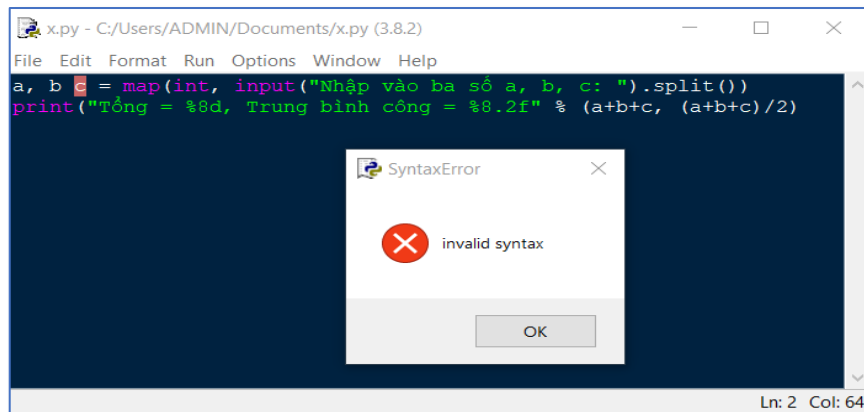 x.py - C:/Users/ADMIN/Documents/x.py (3.8.2)
File Edit Format Run Options Window Help
a, b c = map(int, input("Nhập vào ba số a, b, c: ").split())
print("Tổng = %8d, Trung bình công = %8.2f" % (a+b+c, (a+b+c)/2)
SyntaxError
invalid syntax
OK
Ln: 2 Col: 64